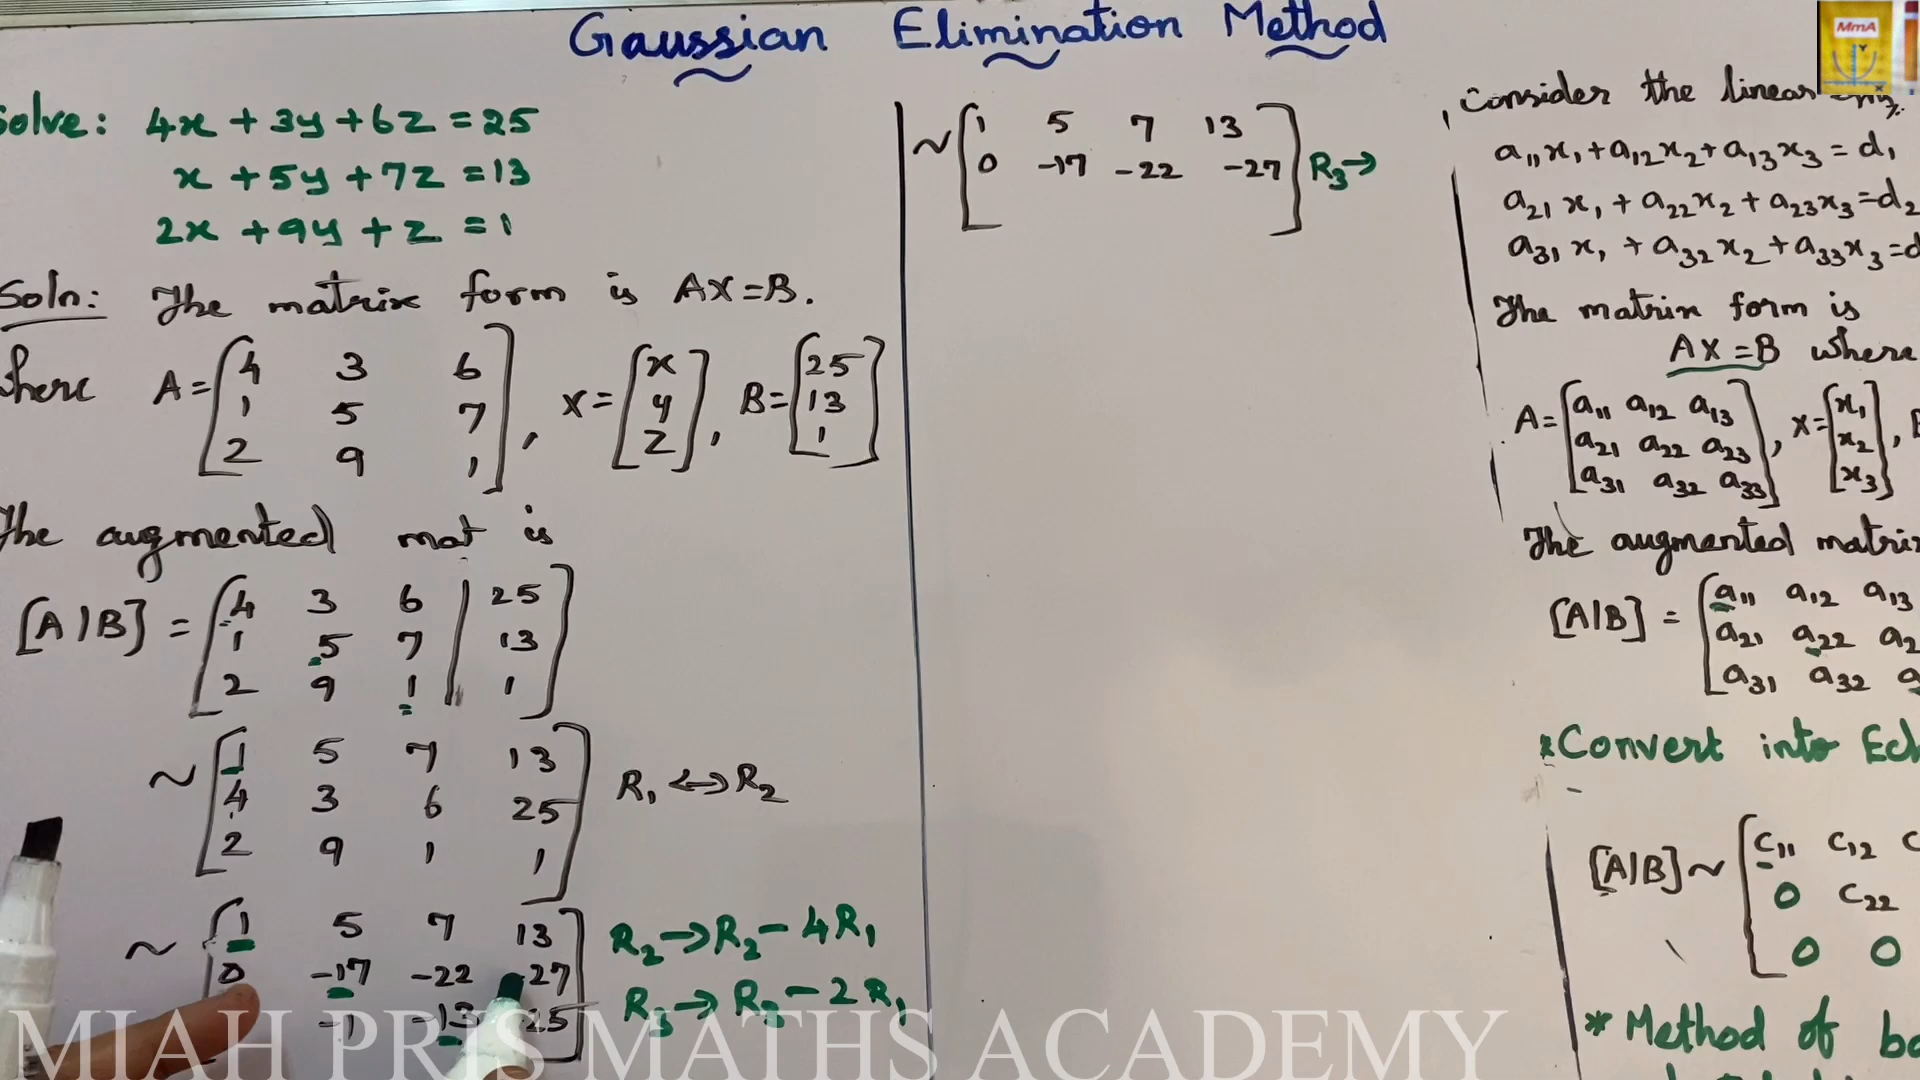 Gaussian Elimination Method
Solve: 4x + 3y + 6z = 25
x + 5y + 7z = 13
2x + 9y + z = 1
Soln: The matrix form is AX = B.
where A = [4 3 6
1 5 7
2 9 1], X = [x
y
z], B = [25
13
1]
The augmented mat is
[A|B] = [4 3 6 | 25
1 5 7 | 13
2 9 1 | 1]
~ [1 5 7 13
4 3 6 25
2 9 1 1] R₁ ↔ R₂
~ [1 5 7 13
0 -17 -22 -27
-1 -13 -25] R₂ → R₂ - 4R₁
R₃ → R₃ - 2R₁
~ [1 5 7 13
0 -17 -22 -27] R₃ →
Consider the linear
a₁₁x₁ + a₁₂x₂ + a₁₃x₃ = d₁
a₂₁x₁ + a₂₂x₂ + a₂₃x₃ = d₂
a₃₁x₁ + a₃₂x₂ + a₃₃x₃ = d
The matrix form is
AX = B where
A = [a₁₁ a₁₂ a₁₃
a₂₁ a₂₂ a₂₃
a₃₁ a₃₂ a₃₃], X = [x₁
x₂
x₃],
The augmented matrix
[A|B] = [a₁₁ a₁₂ a₁₃
a₂₁ a₂₂ a₂
a₃₁ a₃₂ a
*Convert into Ech
[A|B] ~ [c₁₁ c₁₂ c
0 c₂₂
0 0
* Method of ba
MmA
MIAH PRIS MATHS ACADEMY